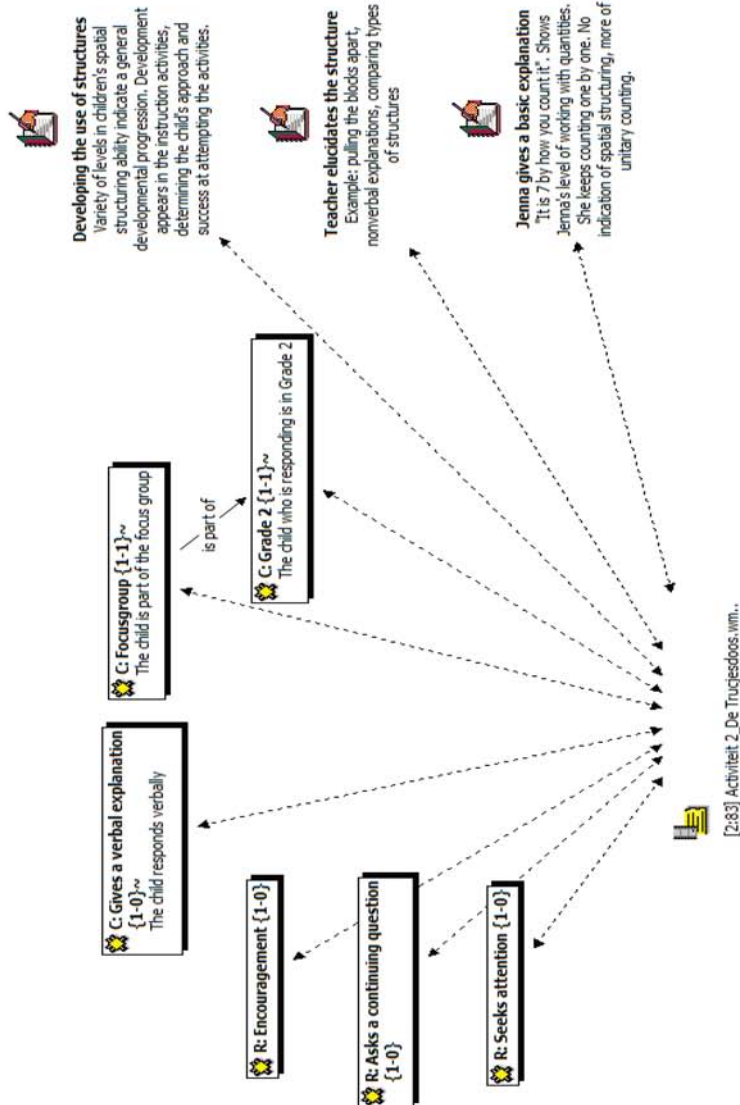 C: Gives a verbal explanation
{1-0}~
The child responds verbally
R: Encouragement {1-0}
R: Asks a continuing question
{1-0}
R: Seeks attention {1-0}
C: Focusgroup {1-1}~
The child is part of the focus group
is part of
C: Grade 2 {1-1}~
The child who is responding is in Grade 2
Developing the use of structures
Variety of levels in children's spatial
structuring ability indicate a general
developmental progression. Development
appears in the instruction activities,
determining the child's approach and
success at attempting the activities.
Teacher elucidates the structure
Example: pulling the blocks apart,
nonverbal explanations, comparing types
of structures
Jenna gives a basic explanation
"It is 7 by how you count it". Shows
Jenna's level of working with quantities.
She keeps counting one by one. No
indication of spatial structuring, more of
unitary counting.
[2:83] Activiteit 2_De Trucjesdoos.wm..